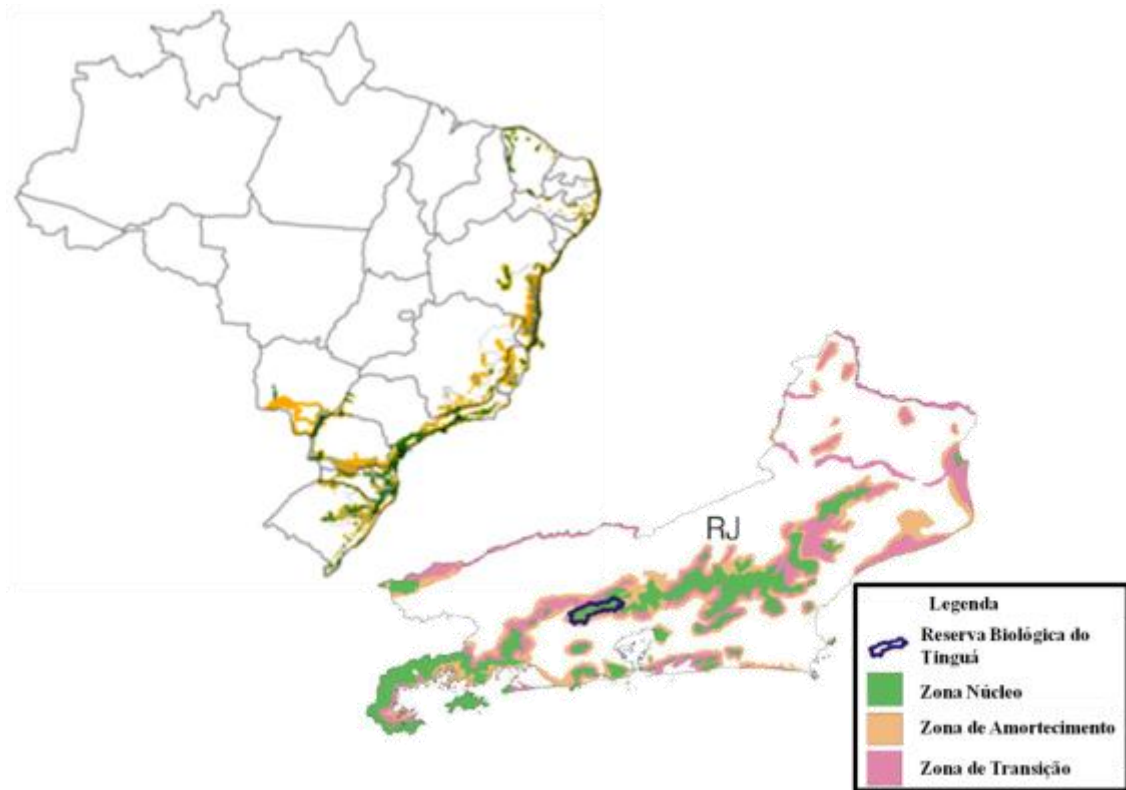 RJ
Legenda
Reserva Biológica do
Tinguá
Zona Núcleo
Zona de Amortecimento
Zona de Transição